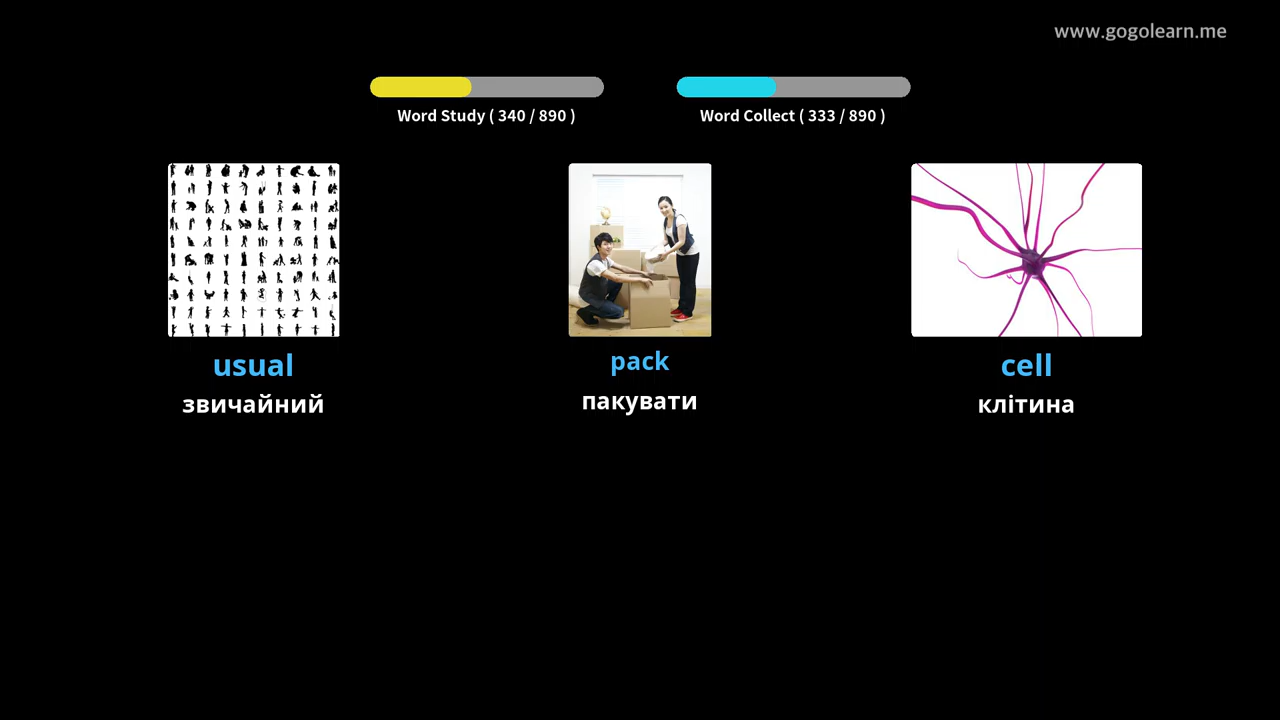 www.gogolearn.me
Word Study ( 340 / 890 )
Word Collect ( 333 / 890 )
usual
звичайний
pack
пакувати
cell
клітина